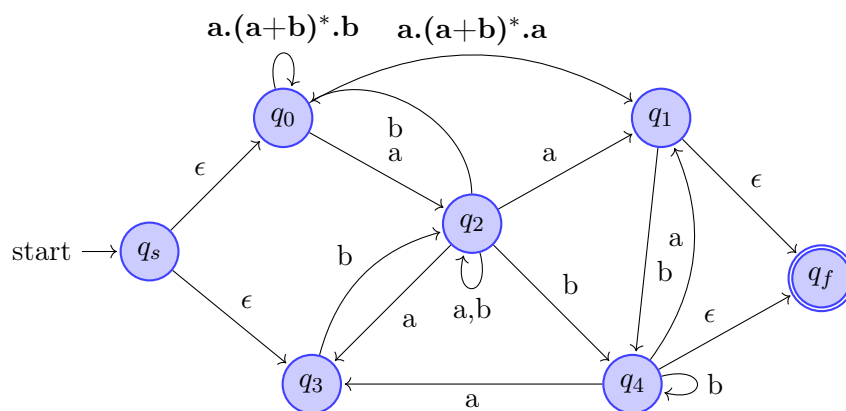 a.(a+b)*.b a.(a+b)*.a
q0 q1
b
a
a
ϵ
ϵ
q2
start
qs
b
a
b
ϵ
qf
a
b
a,b
ϵ
ϵ
q3
q4
b
a